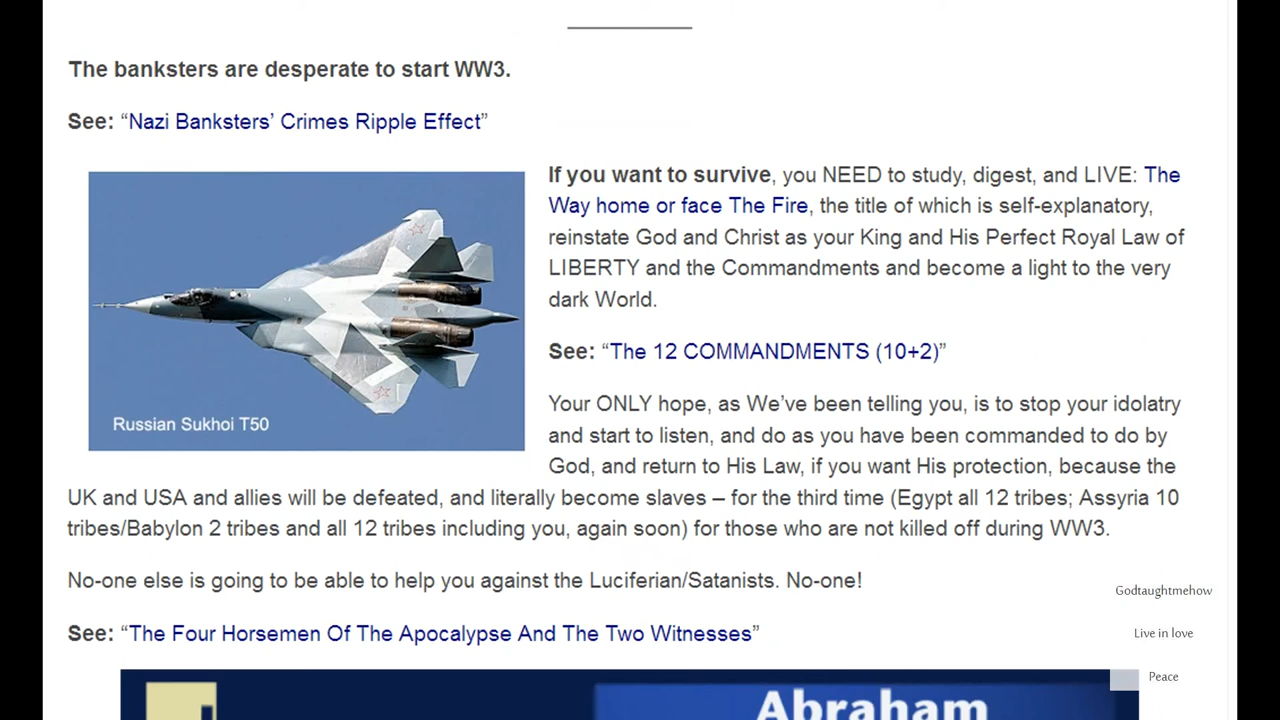 The banksters are desperate to start WW3.
See: “Nazi Banksters’ Crimes Ripple Effect”
If you want to survive, you NEED to study, digest, and LIVE: The
Way home or face The Fire, the title of which is self-explanatory,
reinstate God and Christ as your King and His Perfect Royal Law of
LIBERTY and the Commandments and become a light to the very
dark World.
See: “The 12 COMMANDMENTS (10+2)”
Russian Sukhoi T50
Your ONLY hope, as We’ve been telling you, is to stop your idolatry
and start to listen, and do as you have been commanded to do by
God, and return to His Law, if you want His protection, because the
UK and USA and allies will be defeated, and literally become slaves – for the third time (Egypt all 12 tribes; Assyria 10
tribes/Babylon 2 tribes and all 12 tribes including you, again soon) for those who are not killed off during WW3.
No-one else is going to be able to help you against the Luciferian/Satanists. No-one!
Godtaughtmehow
See: “The Four Horsemen Of The Apocalypse And The Two Witnesses”
Live in love
Peace
Abraham